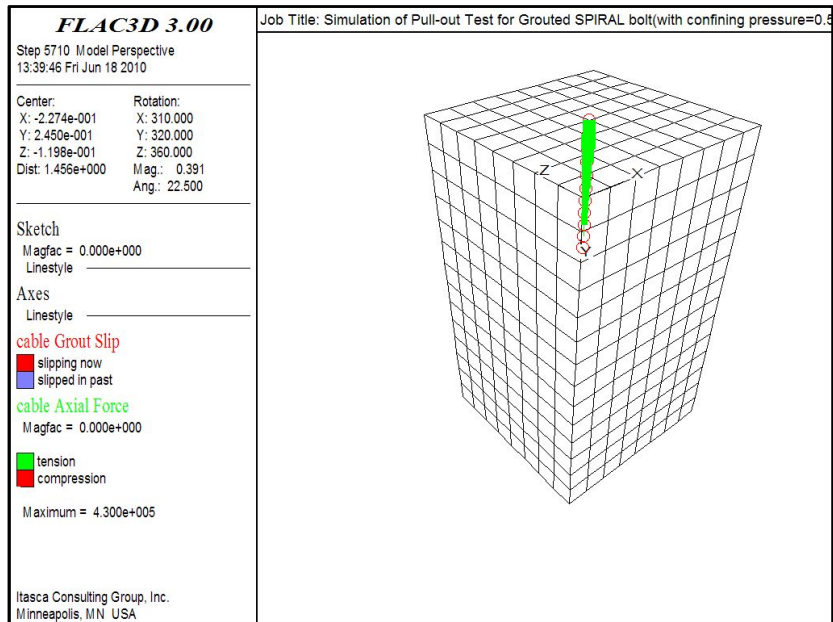 FLAC3D 3.00
Step 5710 Model Perspective
13:39:46 Fri Jun 18 2010
Center:
X: -2.274e-001
Y: 2.450e-001
Z: -1.198e-001
Dist: 1.456e+000
Rotation:
X: 310.000
Y: 320.000
Z: 360.000
Mag.: 0.391
Ang.: 22.500
Sketch
Magfac = 0.000e+000
Linestyle
Axes
Linestyle
cable Grout Slip
slipping now
slipped in past
cable Axial Force
Magfac = 0.000e+000
tension
compression
Maximum = 4.300e+005
Itasca Consulting Group, Inc.
Minneapolis, MN USA
Job Title: Simulation of Pull-out Test for Grouted SPIRAL bolt(with confining pressure=0.5
Z
X
Y